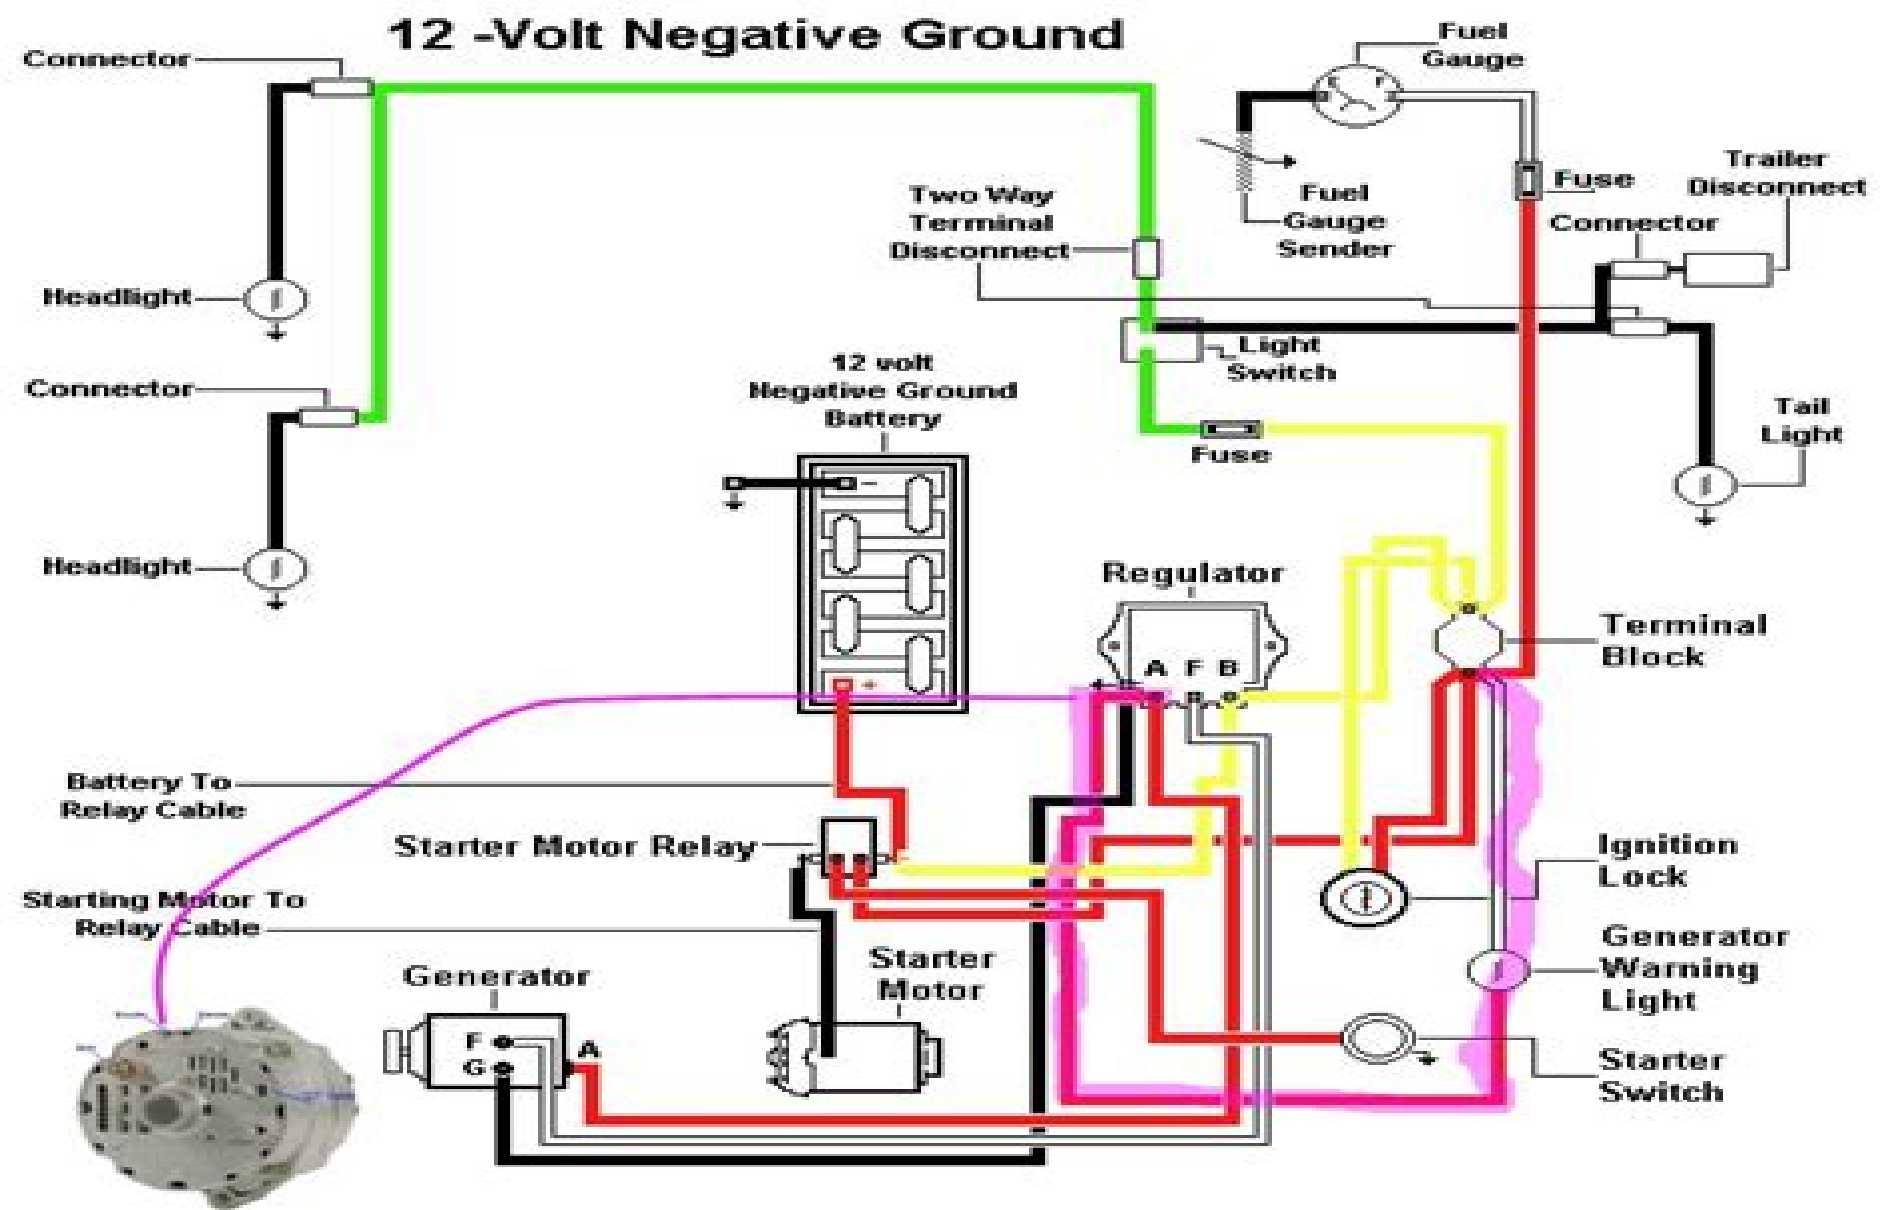 12 -Volt Negative Ground
Connector
Fuel
Gauge
Fuse
Trailer
Disconnect
Two Way
Terminal
Disconnect
Fuel
Gauge
Sender
Connector
Headlight
Light
Switch
12 volt
Negative Ground
Battery
Connector
Tail
Light
Fuse
-
Headlight
Regulator
Terminal
Block
A F B
+
Battery To
Relay Cable
Starter Motor Relay
Ignition
Lock
Starting Motor To
Relay Cable
Generator
Warning
Light
Starter
Motor
Generator
F
G
A
Starter
Switch